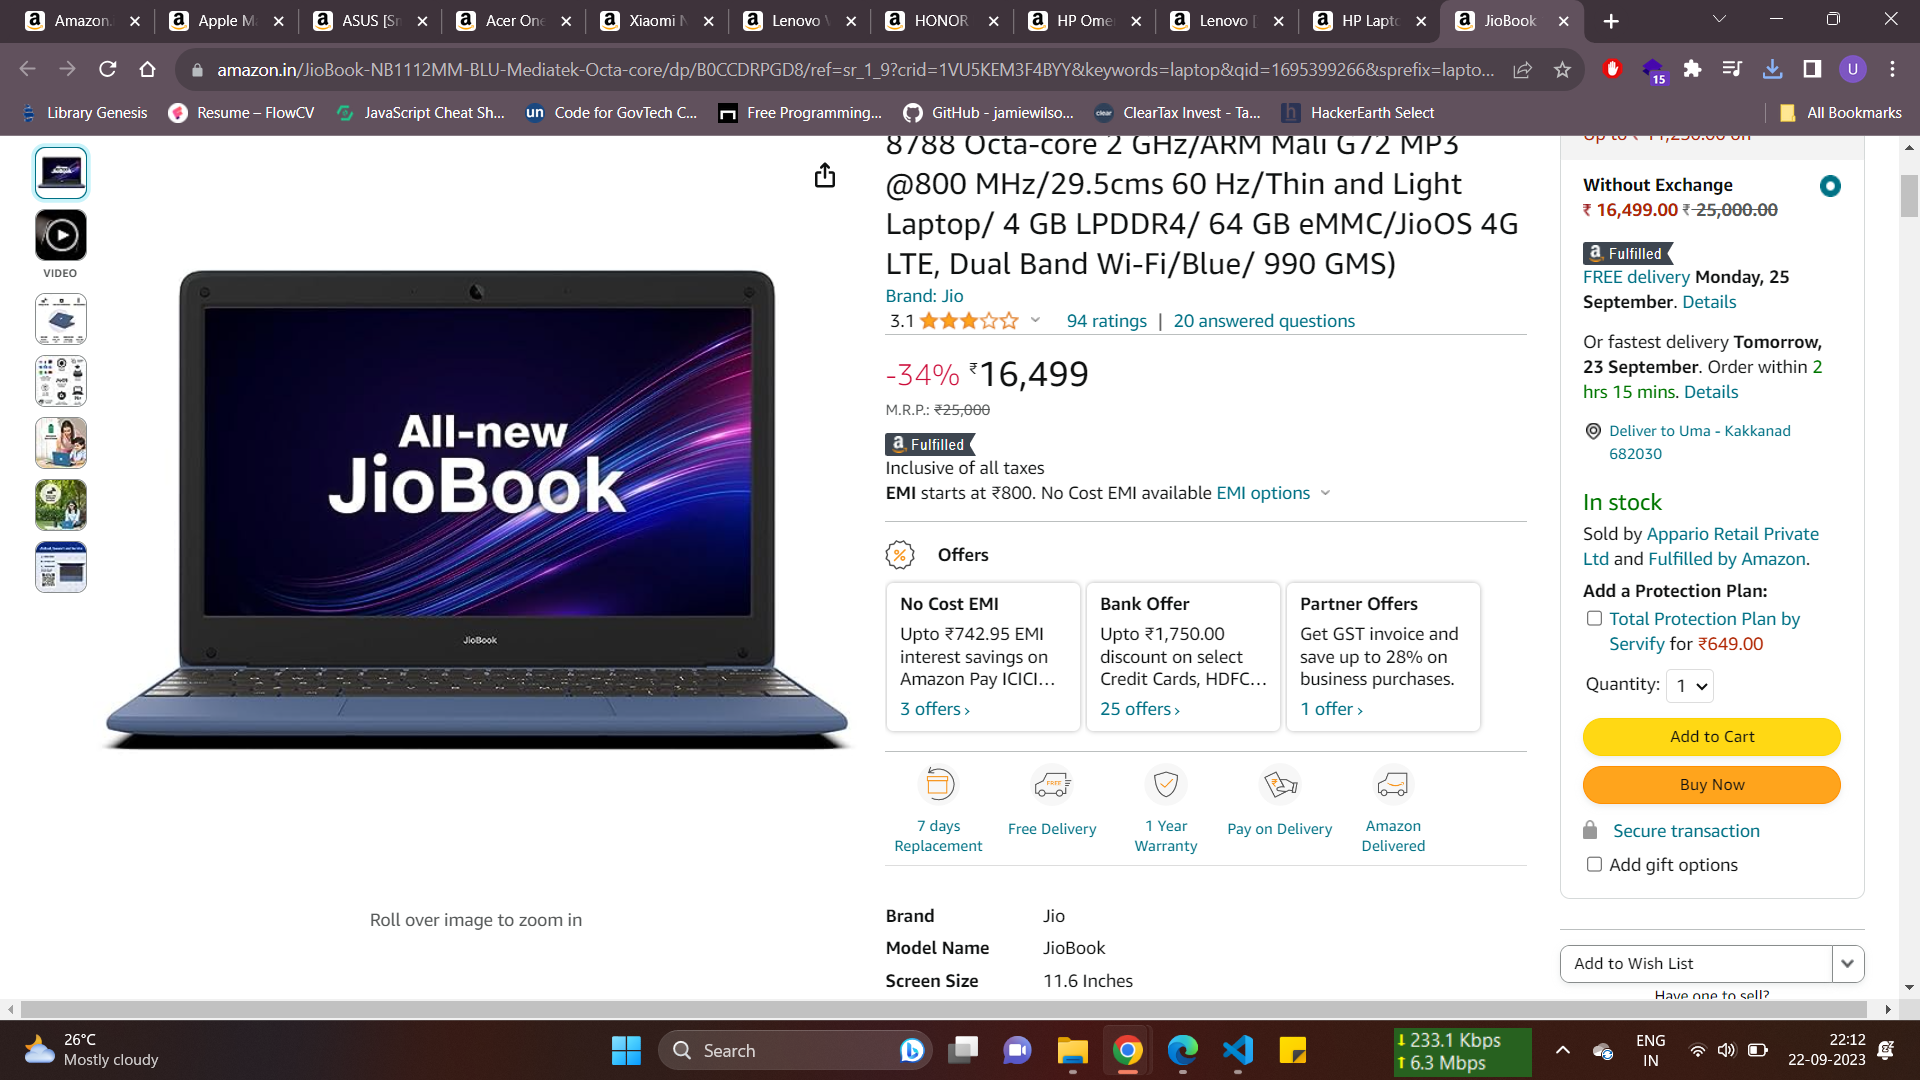 Amazon.
Apple Ma
ASUS [Sm
Acer One
Xiaomi N
Lenovo V
HONOR
HP Omen
Lenovo [
HP Lapto
JioBook
amazon.in/JioBook-NB1112MM-BLU-Mediatek-Octa-core/dp/B0CCDRPGD8/ref=sr_1_9?crid=1VU5KEM3F4BYY&keywords=laptop&qid=1695399266&sprefix=lapto...
15
U
Library Genesis
Resume – FlowCV
JavaScript Cheat Sh...
un Code for GovTech C...
Free Programming...
GitHub - jamiewilso...
clear ClearTax Invest - Ta...
h HackerEarth Select
All Bookmarks
VIDEO
All-new
JioBook
JioBook
Roll over image to zoom in
8788 Octa-core 2 GHz/ARM Mali G72 MP3
@800 MHz/29.5cms 60 Hz/Thin and Light
Laptop/ 4 GB LPDDR4/ 64 GB eMMC/JioOS 4G
LTE, Dual Band Wi-Fi/Blue/ 990 GMS)
Brand: Jio
3.1
94 ratings | 20 answered questions
-34% ₹16,499
M.R.P.: ₹25,000
a Fulfilled
Inclusive of all taxes
EMI starts at ₹800. No Cost EMI available EMI options
% Offers
No Cost EMI
Upto ₹742.95 EMI
interest savings on
Amazon Pay ICICI…
3 offers ›
Bank Offer
Upto ₹1,750.00
discount on select
Credit Cards, HDFC…
25 offers ›
Partner Offers
Get GST invoice and
save up to 28% on
business purchases.
1 offer ›
7 days
Replacement
FREE
Free Delivery
1 Year
Warranty
Pay on Delivery
Amazon
Delivered
Brand Jio
Model Name JioBook
Screen Size 11.6 Inches
Up to ₹ 14,250.00 off
Without Exchange
₹ 16,499.00 ₹ 25,000.00
a Fulfilled
FREE delivery Monday, 25
September. Details
Or fastest delivery Tomorrow,
23 September. Order within 2
hrs 15 mins. Details
Deliver to Uma - Kakkanad
682030
In stock
Sold by Appario Retail Private
Ltd and Fulfilled by Amazon.
Add a Protection Plan:
Total Protection Plan by
Servify for ₹649.00
Quantity: 1
Add to Cart
Buy Now
Secure transaction
Add gift options
Add to Wish List
Have one to sell?
26°C
Mostly cloudy
Search
233.1 Kbps
6.3 Mbps
ENG
IN
22:12
22-09-2023